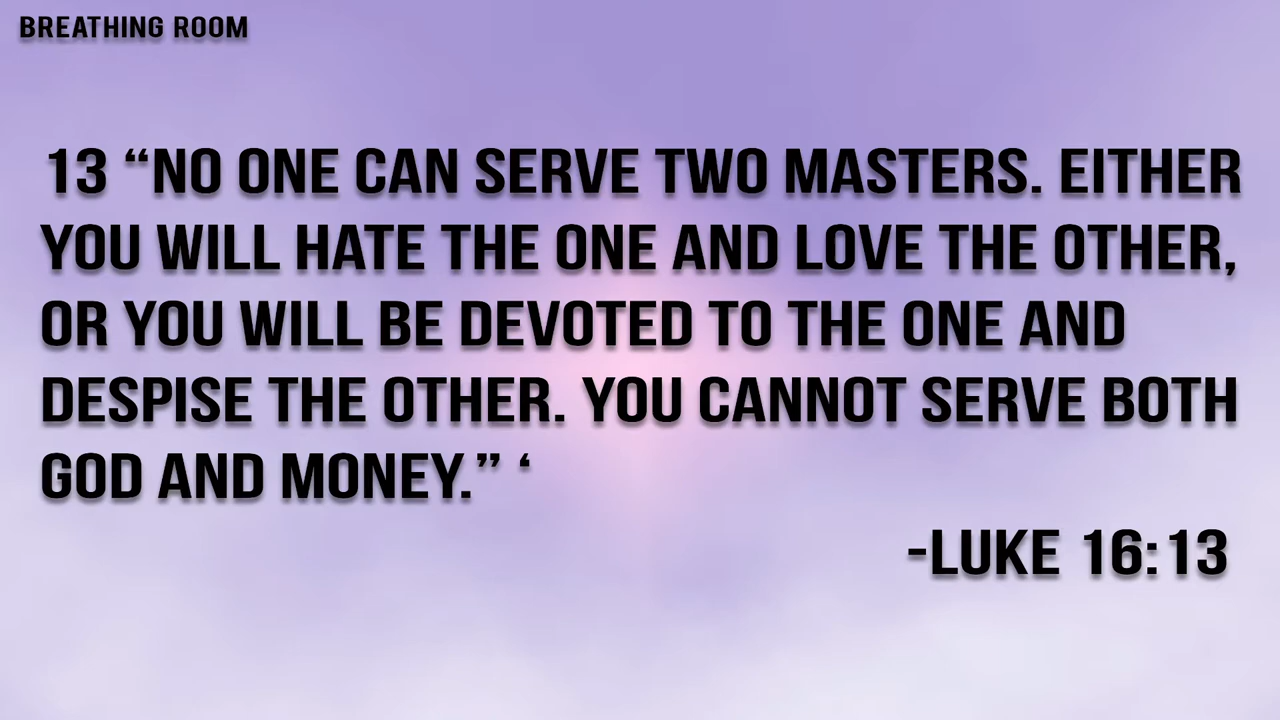 BREATHING ROOM
13 “NO ONE CAN SERVE TWO MASTERS. EITHER
YOU WILL HATE THE ONE AND LOVE THE OTHER,
OR YOU WILL BE DEVOTED TO THE ONE AND
DESPISE THE OTHER. YOU CANNOT SERVE BOTH
GOD AND MONEY.” ‘
-LUKE 16:13